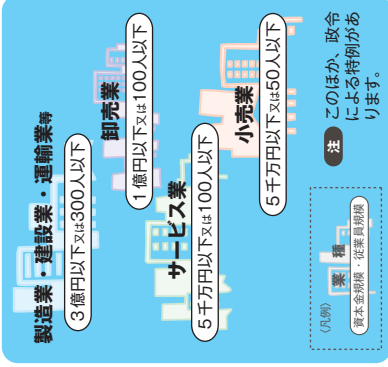 製造業・建設業・運輸業等
3億円以下又は300人以下
卸売業
1億円以下又は100人以下
サービス業
5千万円以下又は100人以下
小売業
5千万円以下又は50人以下
〈凡例〉
業種
資本金規模・従業員規模
注 このほか、政令
による特例があ
ります。